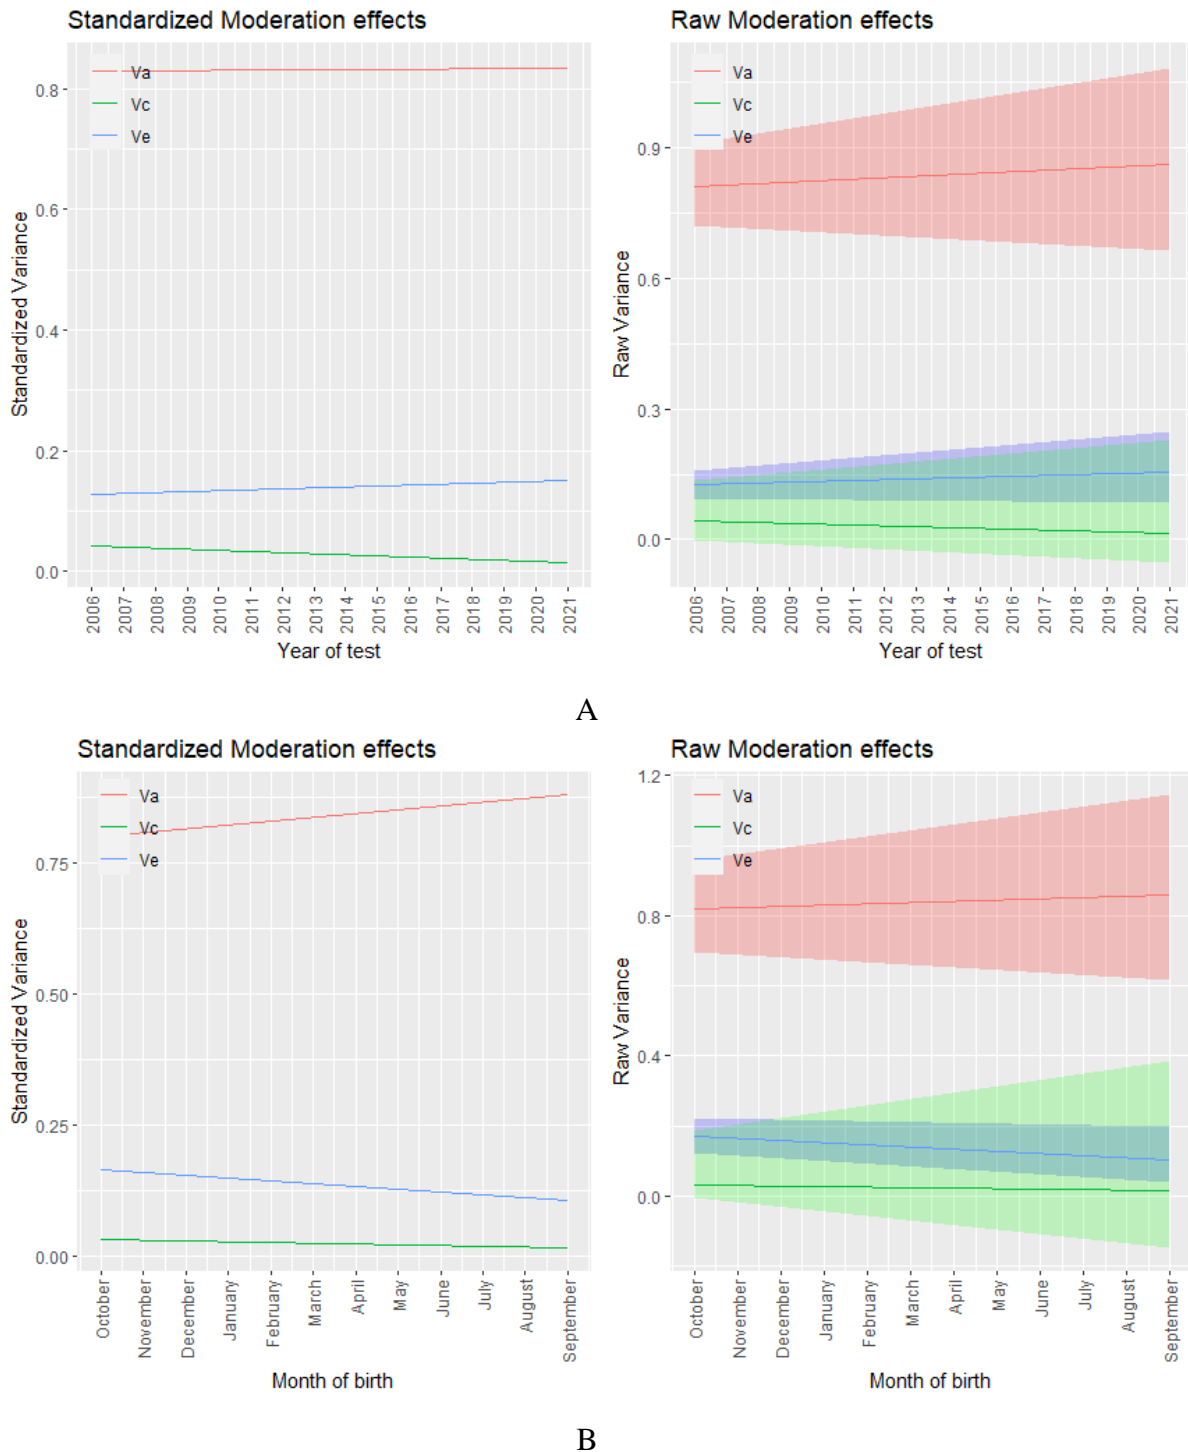 Standardized Moderation effects
Va
Vc
Ve
0.8
0.6
0.4
0.2
0.0
Standardized Variance
2006
2007
2008
2009
2010
2011
2012
2013
2014
2015
2016
2017
2018
2019
2020
2021
Year of test
Raw Moderation effects
Va
Vc
Ve
0.9
0.6
0.3
0.0
Raw Variance
2006
2007
2008
2009
2010
2011
2012
2013
2014
2015
2016
2017
2018
2019
2020
2021
Year of test
A
Standardized Moderation effects
Va
Vc
Ve
0.75
0.50
0.25
0.00
Standardized Variance
October
November
December
January
February
March
April
May
June
July
August
September
Month of birth
Raw Moderation effects
Va
Vc
Ve
1.2
0.8
0.4
0.0
Raw Variance
October
November
December
January
February
March
April
May
June
July
August
September
Month of birth
B